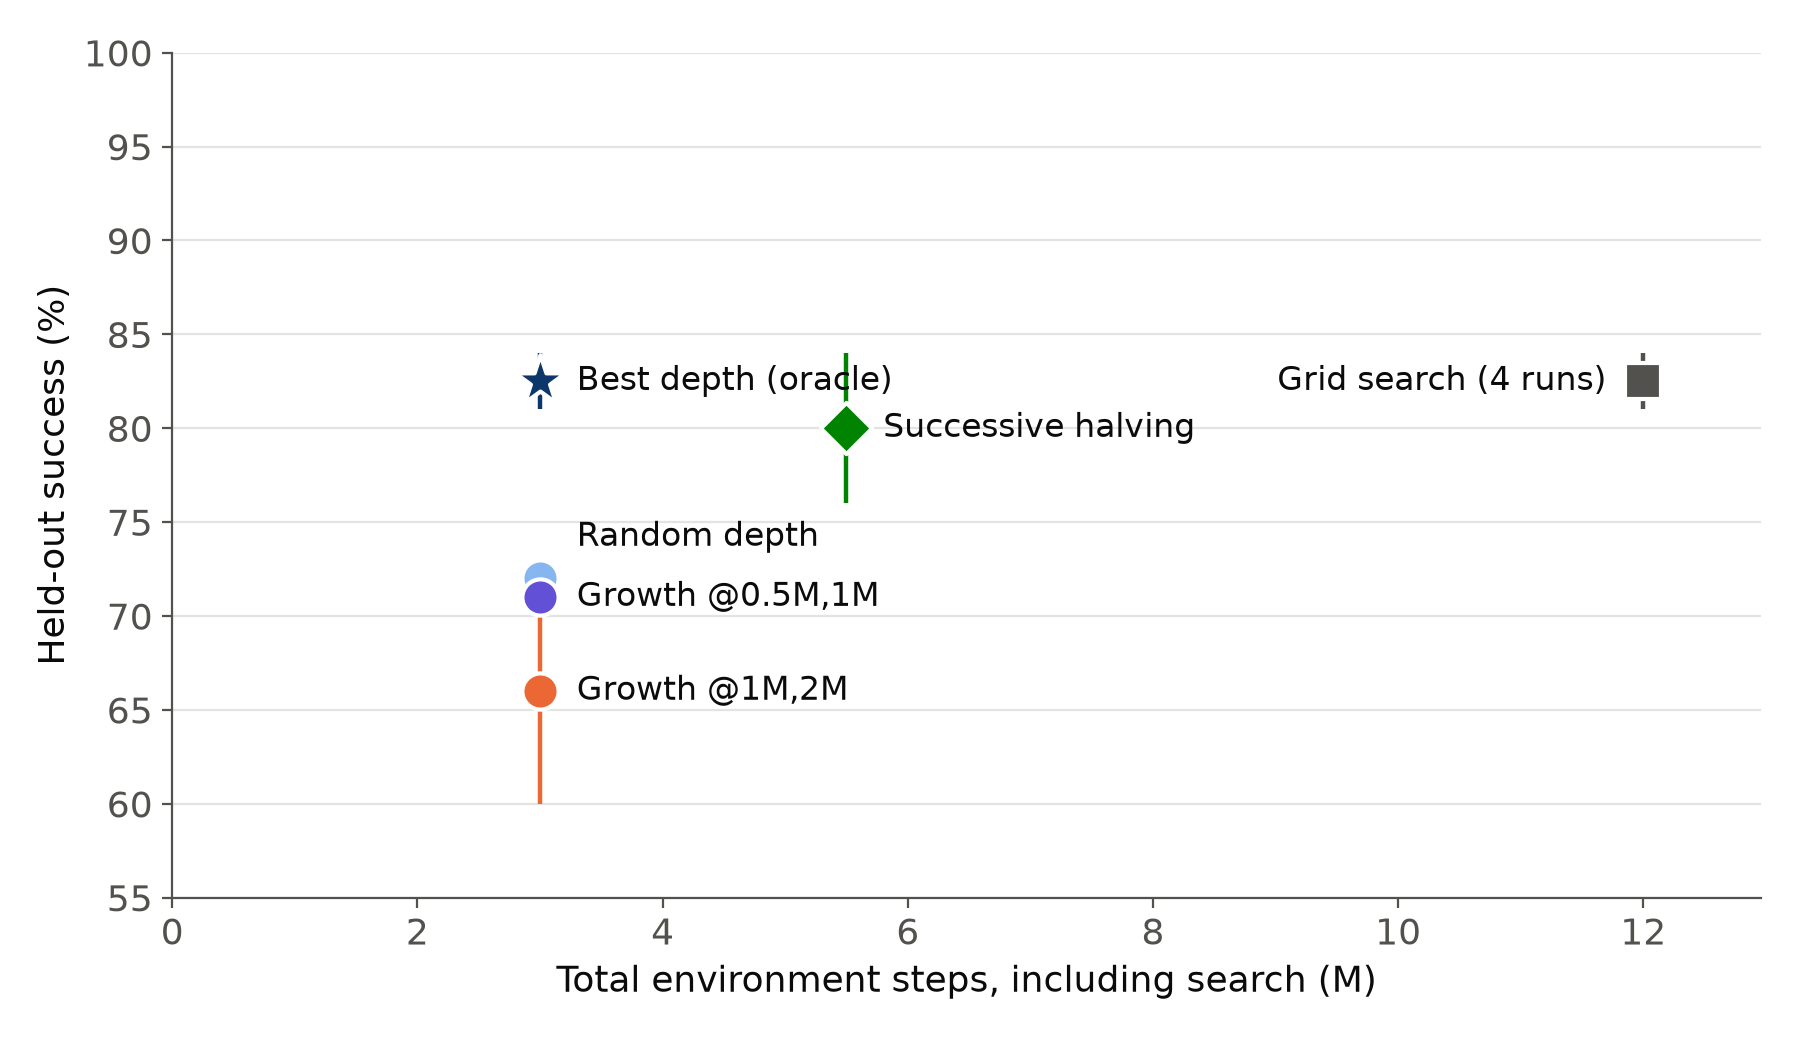 100
95
90
85
80
75
70
65
60
55
Held-out success (%)
Best depth (oracle)
Grid search (4 runs)
Successive halving
Random depth
Growth @0.5M,1M
Growth @1M,2M
0 2 4 6 8 10 12
Total environment steps, including search (M)